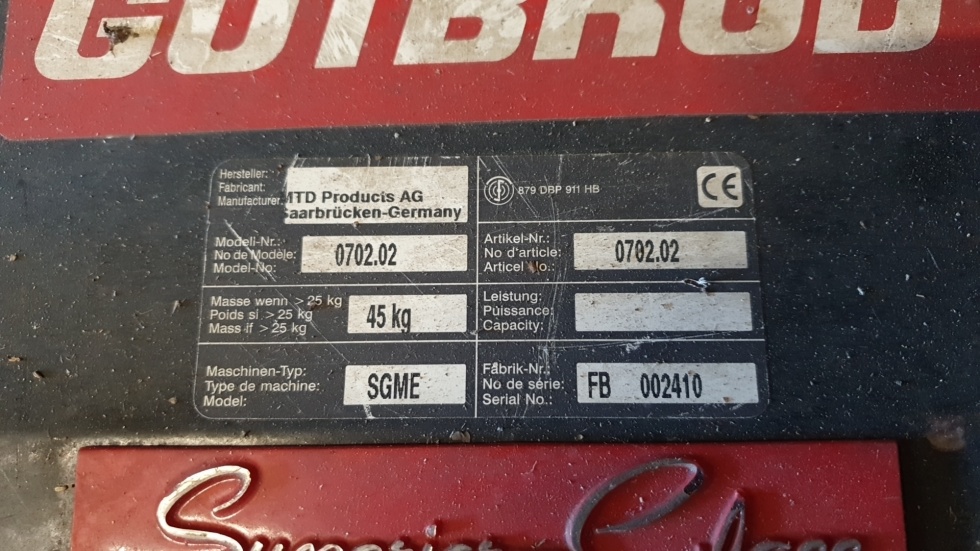 GUTBROD
Hersteller:
Fabricant:
Manufacturer:
MTD Products AG
Saarbrücken-Germany
879 DBP 911 HB
CE
Modell-Nr.:
No de Modèle:
Model-No:
0702.02
Artikel-Nr.:
No d'article:
Articel No.:
0702.02
Masse wenn > 25 kg
Poids si > 25 kg
Mass if > 25 kg
45 kg
Leistung:
Puissance:
Capacity:
Maschinen-Typ:
Type de machine:
Model:
SGME
Fabrik-Nr.:
No de série:
Serial No.:
FB 002410
Superior Class